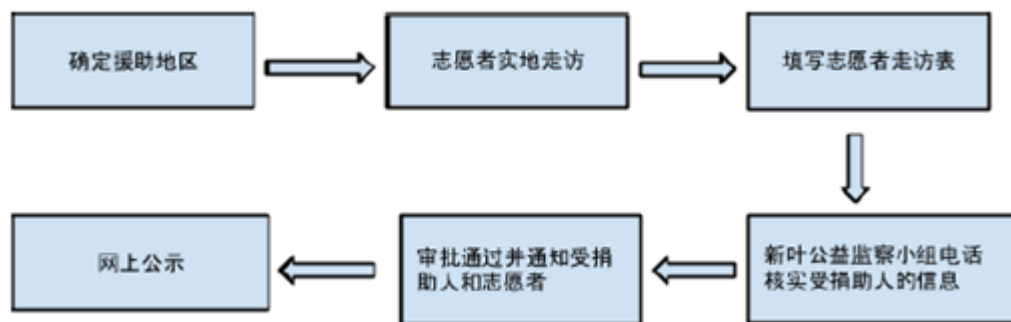 确定援助地区
志愿者实地走访
填写志愿者走访表
新叶公益监察小组电话
核实受捐助人的信息
审批通过并通知受捐
助人和志愿者
网上公示